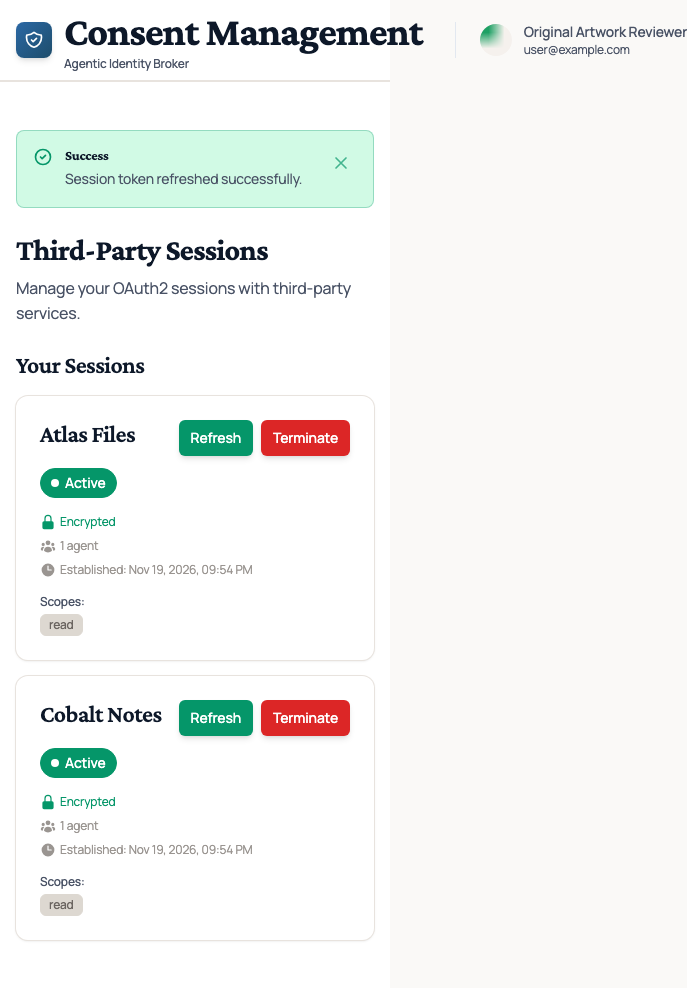 Consent Management
Agentic Identity Broker
Original Artwork Reviewer
user@example.com
Success
Session token refreshed successfully.
Third-Party Sessions
Manage your OAuth2 sessions with third-party
services.
Your Sessions
Atlas Files
Refresh
Terminate
Active
Encrypted
1 agent
Established: Nov 19, 2026, 09:54 PM
Scopes:
read
Cobalt Notes
Refresh
Terminate
Active
Encrypted
1 agent
Established: Nov 19, 2026, 09:54 PM
Scopes:
read